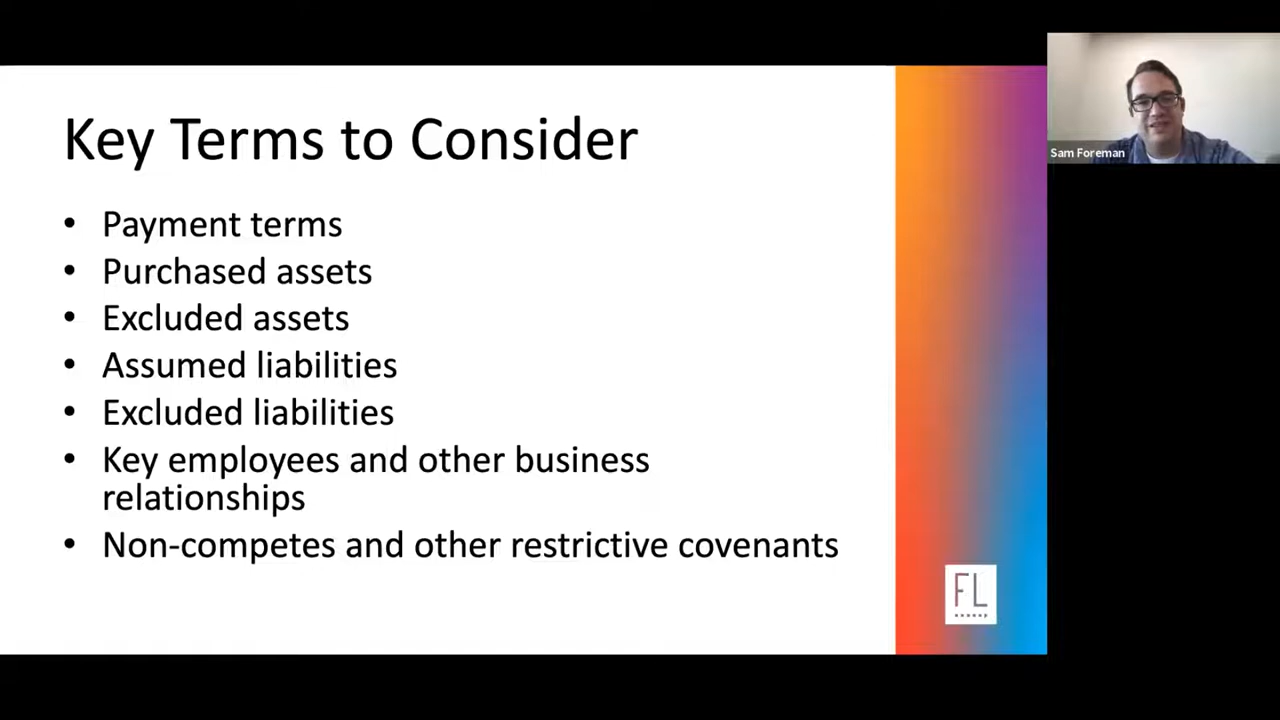 Key Terms to Consider
• Payment terms
• Purchased assets
• Excluded assets
• Assumed liabilities
• Excluded liabilities
• Key employees and other business
relationships
• Non-competes and other restrictive covenants
Sam Foreman
FL